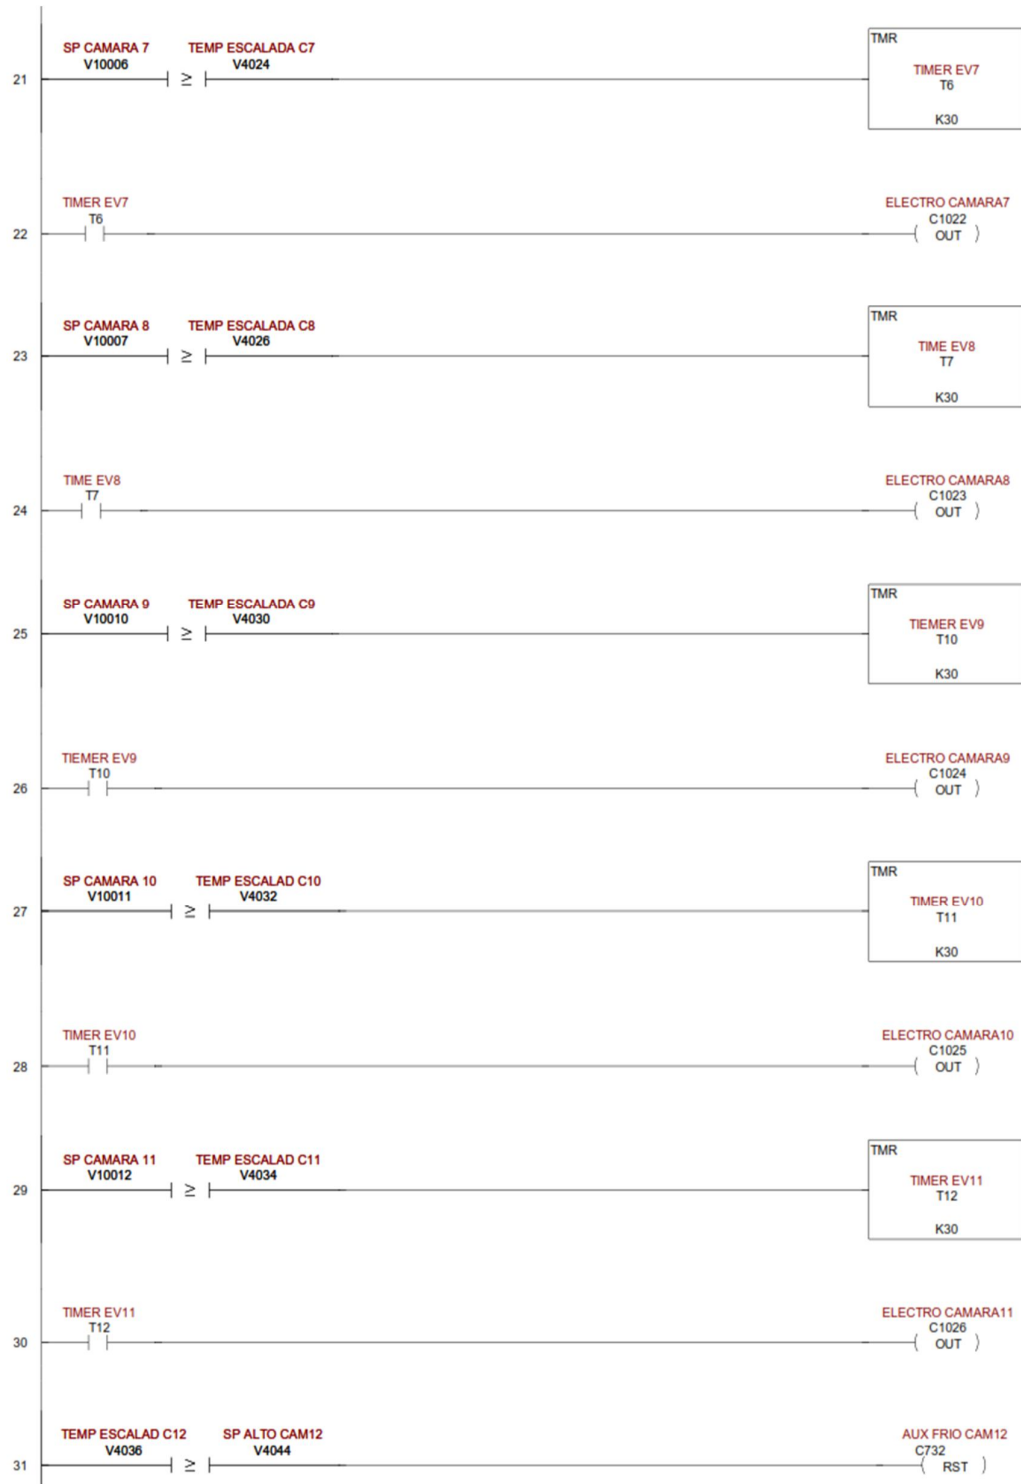 SP CAMARA 7 TEMP ESCALADA C7
V10006 V4024
TMR
TIMER EV7
T6
K30
21 ≥
TIMER EV7
T6
22
ELECTRO CAMARA7
C1022
OUT
SP CAMARA 8 TEMP ESCALADA C8
V10007 V4026
TMR
TIME EV8
T7
K30
23 ≥
TIME EV8
T7
24
ELECTRO CAMARA8
C1023
OUT
SP CAMARA 9 TEMP ESCALADA C9
V10010 V4030
TMR
TIEMER EV9
T10
K30
25 ≥
TIEMER EV9
T10
26
ELECTRO CAMARA9
C1024
OUT
SP CAMARA 10 TEMP ESCALAD C10
V10011 V4032
TMR
TIMER EV10
T11
K30
27 ≥
TIMER EV10
T11
28
ELECTRO CAMARA10
C1025
OUT
SP CAMARA 11 TEMP ESCALAD C11
V10012 V4034
TMR
TIMER EV11
T12
K30
29 ≥
TIMER EV11
T12
30
ELECTRO CAMARA11
C1026
OUT
TEMP ESCALAD C12 SP ALTO CAM12
V4036 V4044
31 ≥
AUX FRIO CAM12
C732
RST